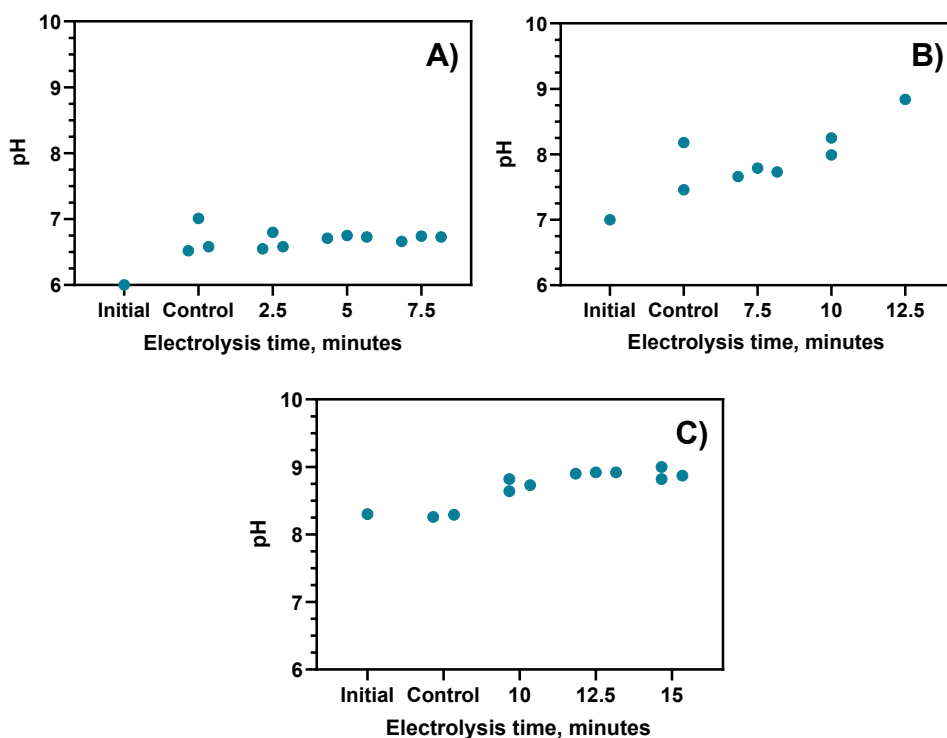 A)
pH
10
9
8
7
6
Initial Control 2.5 5 7.5
Electrolysis time, minutes
B)
pH
10
9
8
7
6
Initial Control 7.5 10 12.5
Electrolysis time, minutes
C)
pH
10
9
8
7
6
Initial Control 10 12.5 15
Electrolysis time, minutes